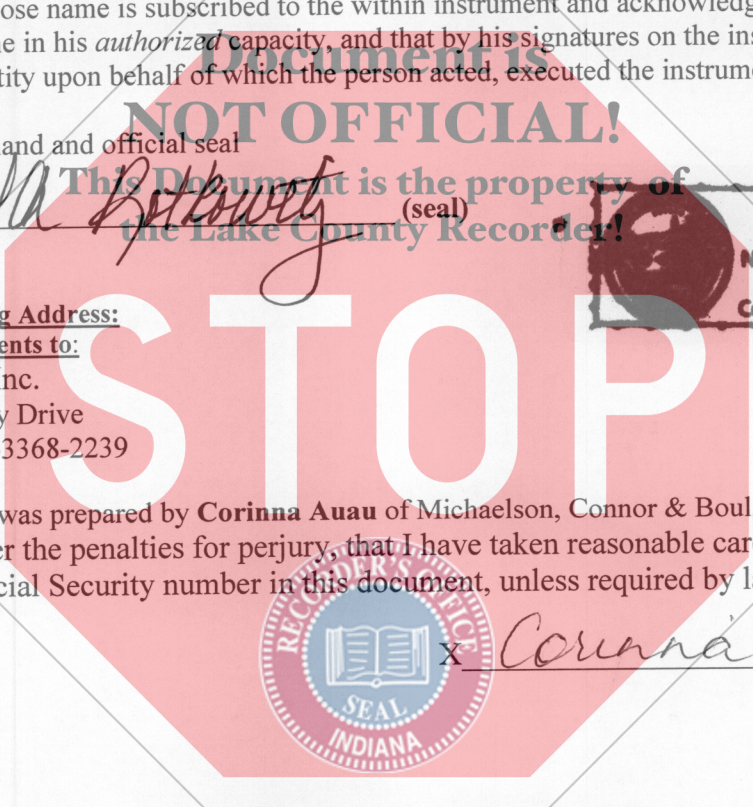 ose name is subscribed to the within instrument and acknowledg
e in his authorized capacity, and that by his signatures on the ins
tity upon behalf of which the person acted, executed the instrume
Document is
NOT OFFICIAL!
This Document is the property of
the Lake County Recorder!
and and official seal
(seal)
g Address:
ents to:
nc.
y Drive
3368-2239
STOP
was prepared by Corinna Auau of Michaelson, Connor & Boul
er the penalties for perjury, that I have taken reasonable car
cial Security number in this document, unless required by la
RECORDER'S OFFICE
SEAL
INDIANA
X Corinna